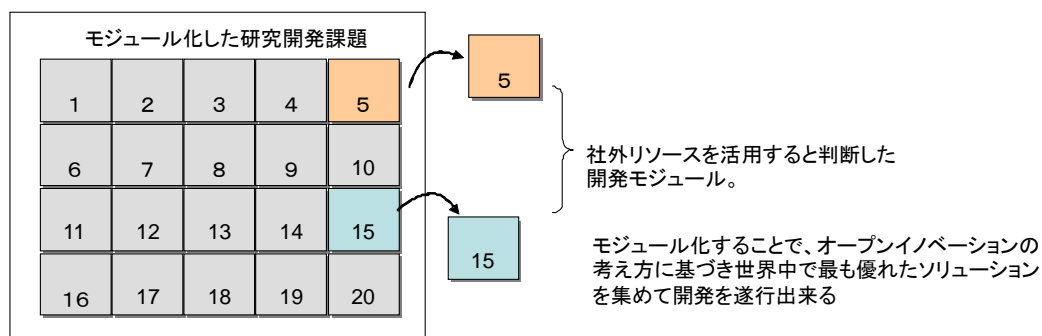 モジュール化した研究開発課題
1 2 3 4 5
6 7 8 9 10
11 12 13 14 15
16 17 18 19 20
5
15
社外リソースを活用すると判断した
開発モジュール。
モジュール化することで、オープンイノベーションの
考え方に基づき世界中で最も優れたソリューション
を集めて開発を遂行出来る